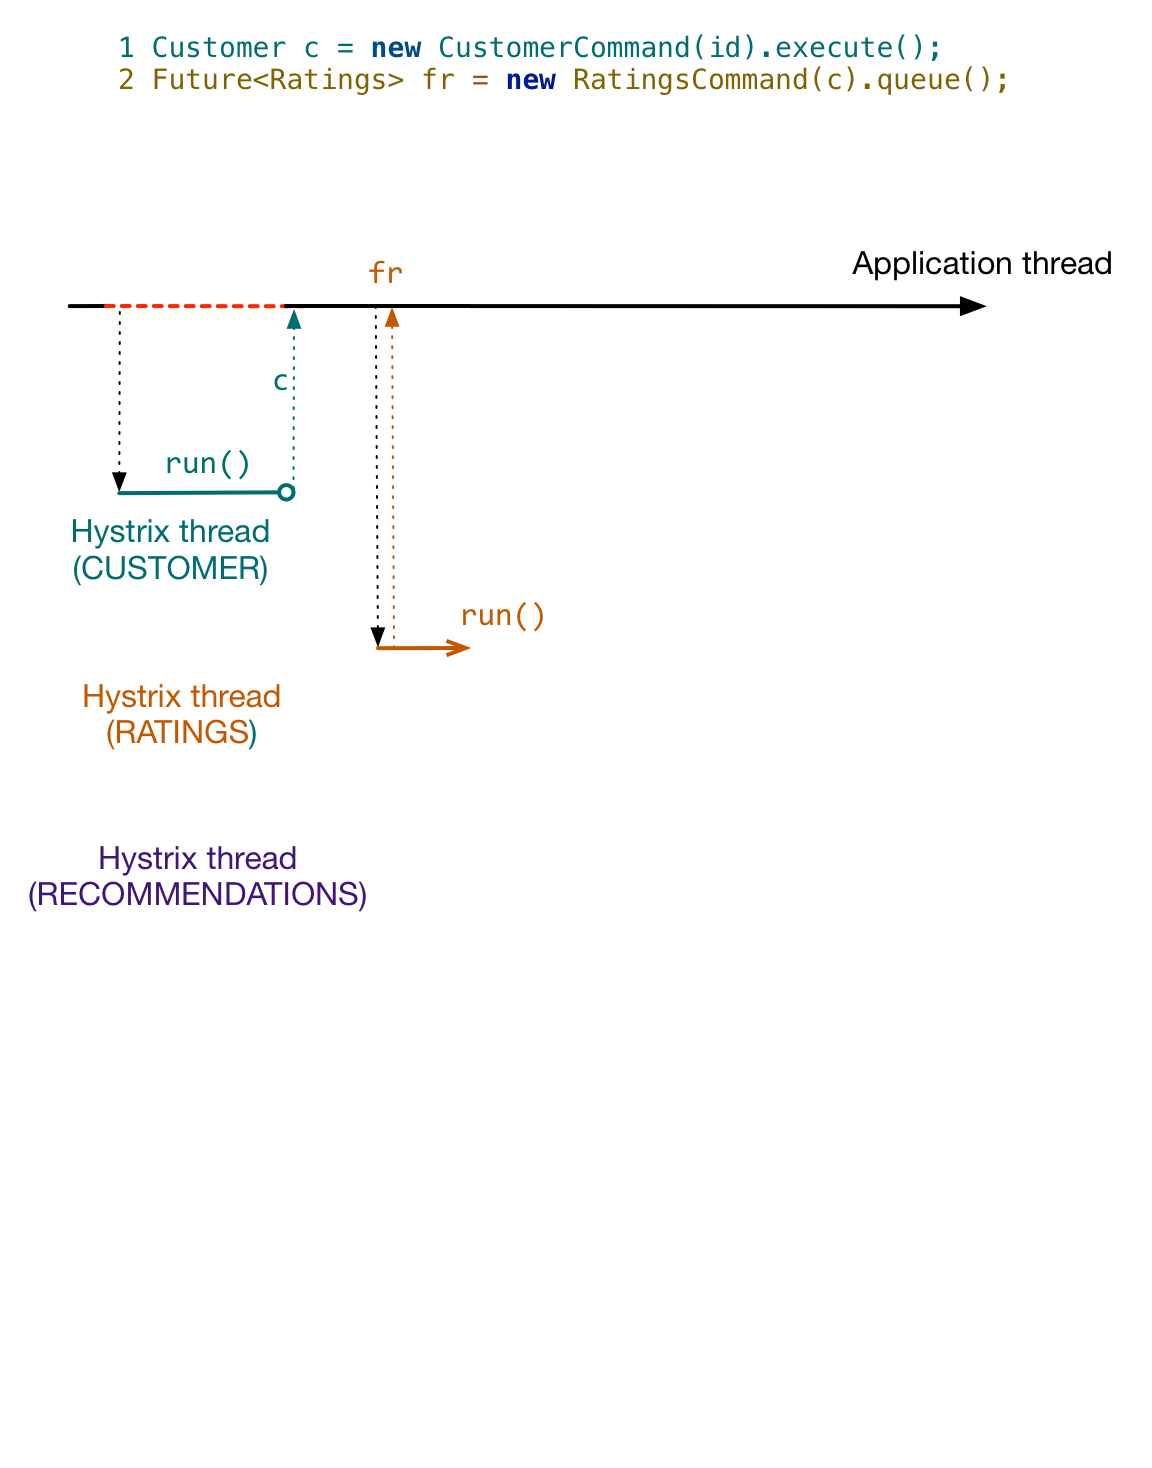 1 Customer c = new CustomerCommand(id).execute();
2 Future<Ratings> fr = new RatingsCommand(c).queue();
Application thread
fr
c
run()
Hystrix thread
(CUSTOMER)
run()
Hystrix thread
(RATINGS)
Hystrix thread
(RECOMMENDATIONS)